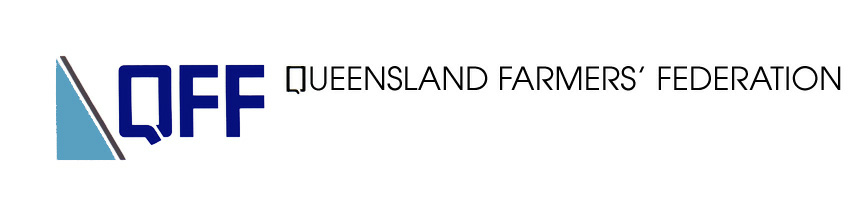 QFF
QUEENSLAND FARMERS' FEDERATION